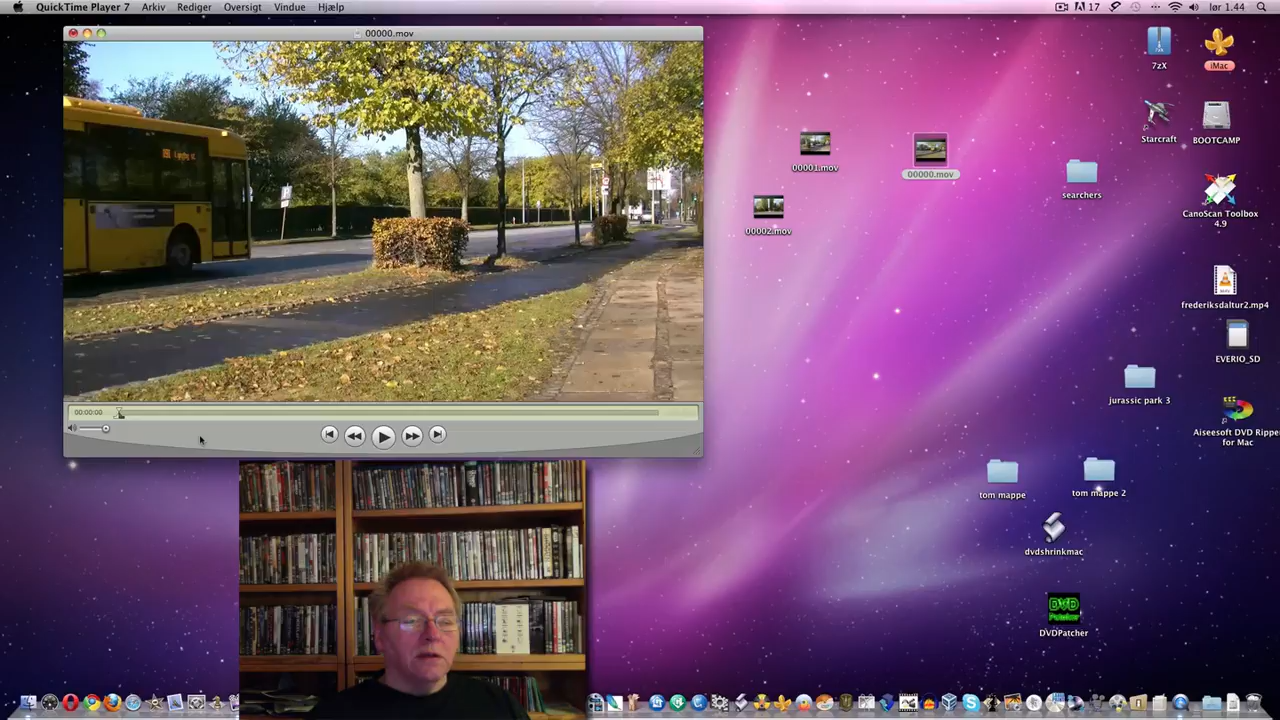 QuickTime Player 7 Arkiv Rediger Oversigt Vindue Hjælp
17 lør 1.44
00000.mov
7zX
iMac
Starcraft
BOOTCAMP
00001.mov
00000.mov
searchers
00002.mov
CanoScan Toolbox
4.9
frederiksdaltur2.mp4
EVERIO_SD
jurassic park 3
00:00:00
Aiseesoft DVD Ripper
for Mac
tom mappe
tom mappe 2
dvdshrinkmac
DVD
DVDPatcher